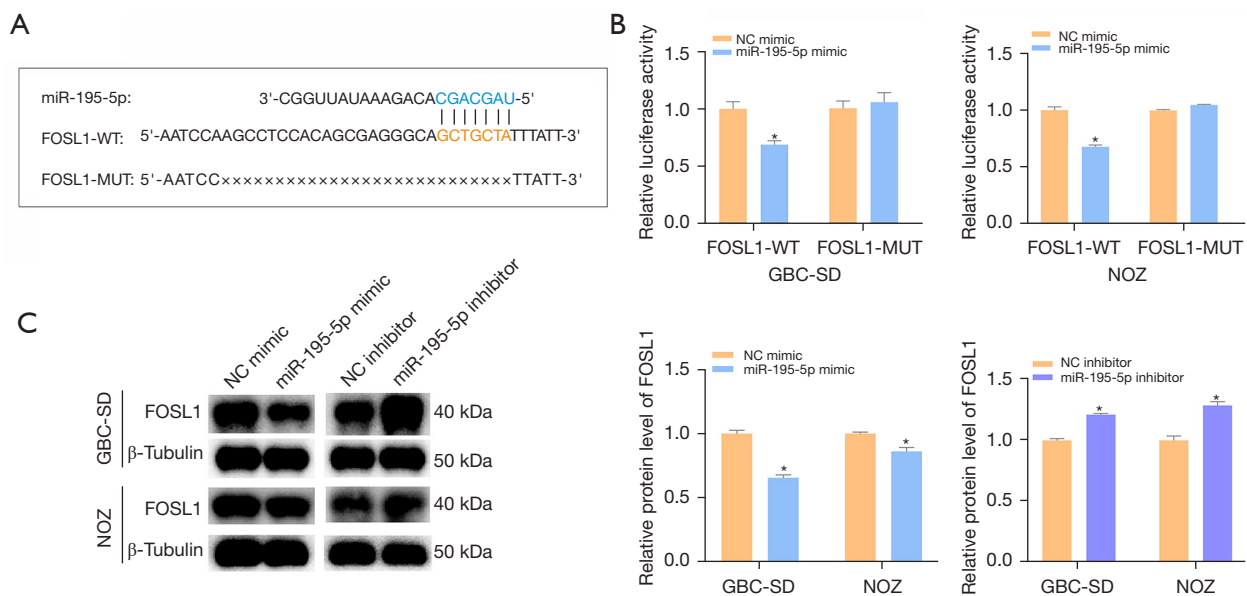 A
miR-195-5p: 3'-CGGUUAUAAAGACACGACGAU-5'
FOSL1-WT: 5'-AATCCAAGCCTCCACAGCGAGGGCAGCTGCTATTTATT-3'
FOSL1-MUT: 5'-AATCC××××××××××××××××××××××××××××TTATT-3'
B
Relative luciferase activity
NC mimic
miR-195-5p mimic
1.5
1.0
0.5
0.0
*
FOSL1-WT FOSL1-MUT
GBC-SD
Relative luciferase activity
NC mimic
miR-195-5p mimic
1.5
1.0
0.5
0.0
*
FOSL1-WT FOSL1-MUT
NOZ
C
NC mimic
miR-195-5p mimic
NC inhibitor
miR-195-5p inhibitor
GBC-SD
FOSL1 40 kDa
β-Tubulin 50 kDa
NOZ
FOSL1 40 kDa
β-Tubulin 50 kDa
Relative protein level of FOSL1
NC mimic
miR-195-5p mimic
1.5
1.0
0.5
0.0
* *
GBC-SD NOZ
Relative protein level of FOSL1
NC inhibitor
miR-195-5p inhibitor
1.5
1.0
0.5
0.0
* *
GBC-SD NOZ